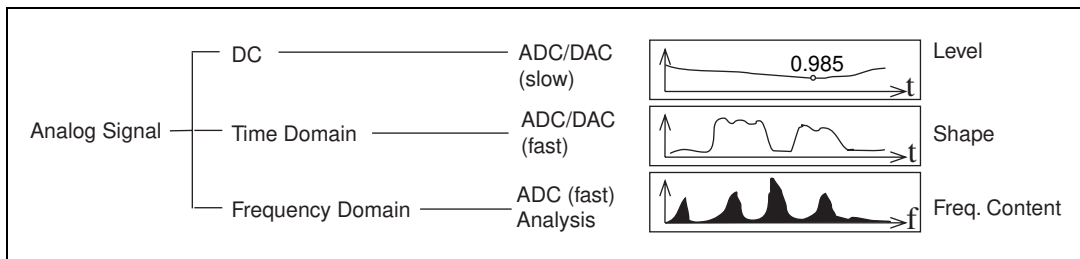 DC
ADC/DAC
(slow)
0.985
t
Level
Analog Signal
Time Domain
ADC/DAC
(fast)
t
Shape
Frequency Domain
ADC (fast)
Analysis
f
Freq. Content